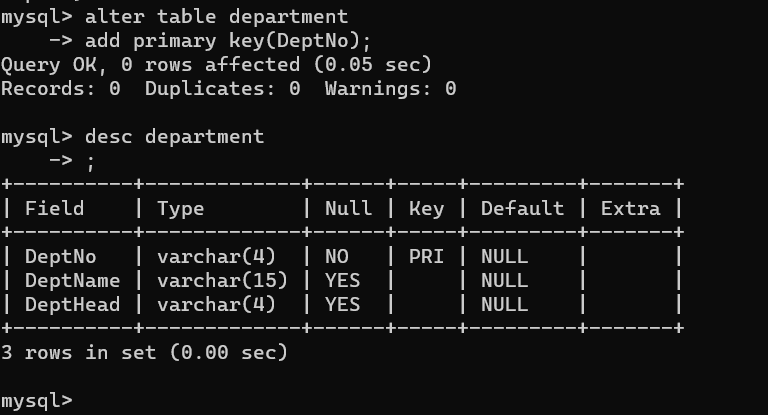 mysql> alter table department
    -> add primary key(DeptNo);
Query OK, 0 rows affected (0.05 sec)
Records: 0  Duplicates: 0  Warnings: 0

mysql> desc department
    -> ;
+----------+-------------+------+-----+---------+-------+
| Field    | Type        | Null | Key | Default | Extra |
+----------+-------------+------+-----+---------+-------+
| DeptNo   | varchar(4)  | NO   | PRI | NULL    |       |
| DeptName | varchar(15) | YES  |     | NULL    |       |
| DeptHead | varchar(4)  | YES  |     | NULL    |       |
+----------+-------------+------+-----+---------+-------+
3 rows in set (0.00 sec)

mysql>